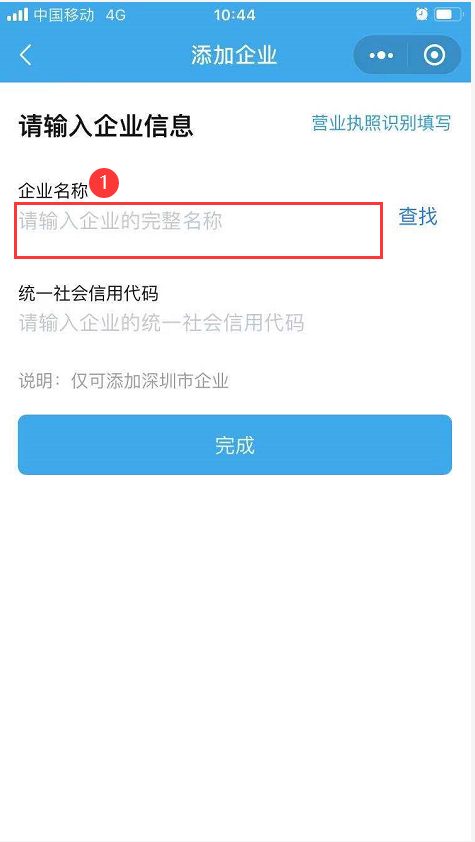 中国移动 4G 10:44
添加企业
请输入企业信息 营业执照识别填写
企业名称 1
请输入企业的完整名称 查找
统一社会信用代码
请输入企业的统一社会信用代码
说明：仅可添加深圳市企业
完成